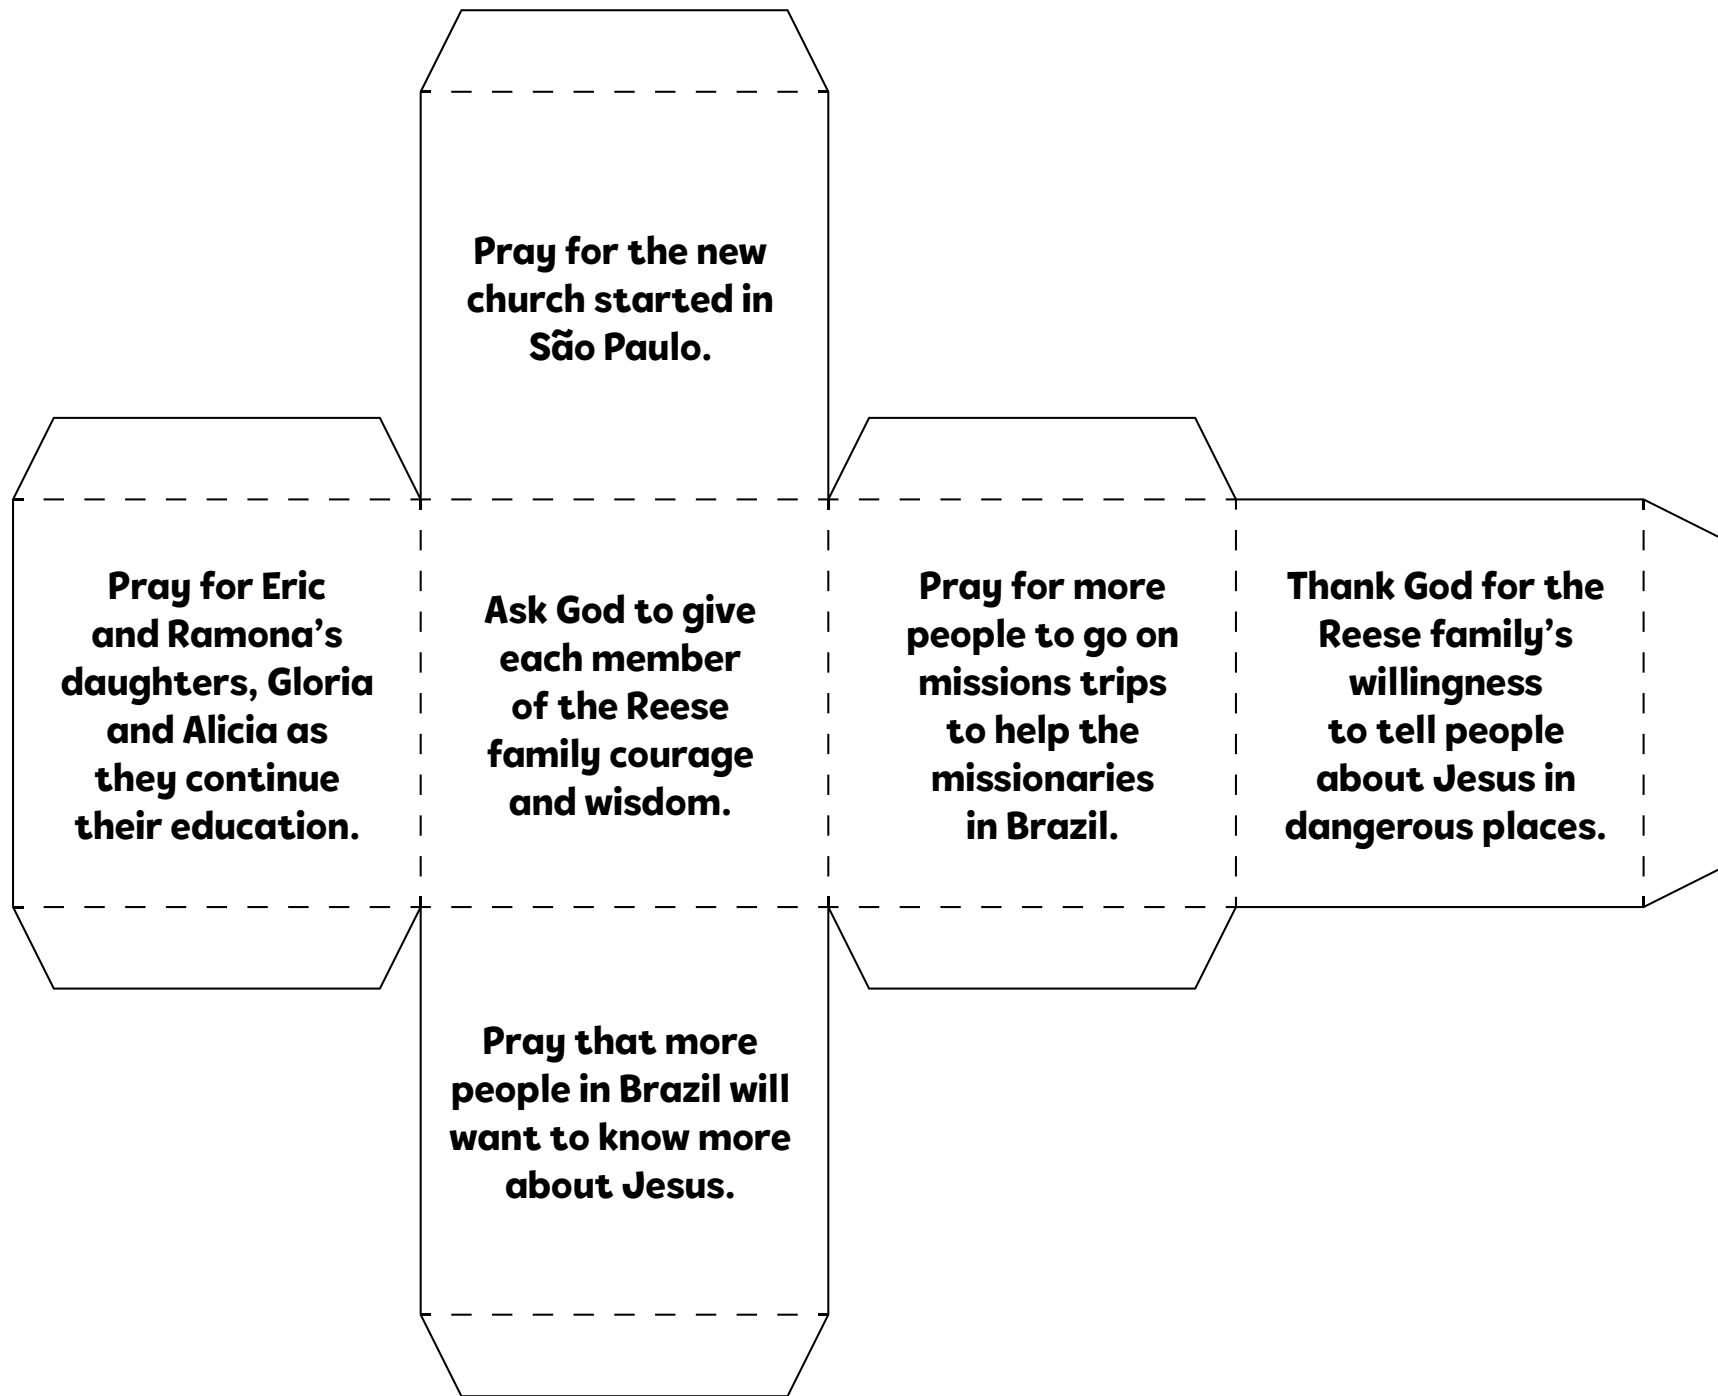 Pray for the new
church started in
São Paulo.
Pray for Eric
and Ramona’s
daughters, Gloria
and Alicia as
they continue
their education.
Ask God to give
each member
of the Reese
family courage
and wisdom.
Pray for more
people to go on
missions trips
to help the
missionaries
in Brazil.
Thank God for the
Reese family’s
willingness
to tell people
about Jesus in
dangerous places.
Pray that more
people in Brazil will
want to know more
about Jesus.